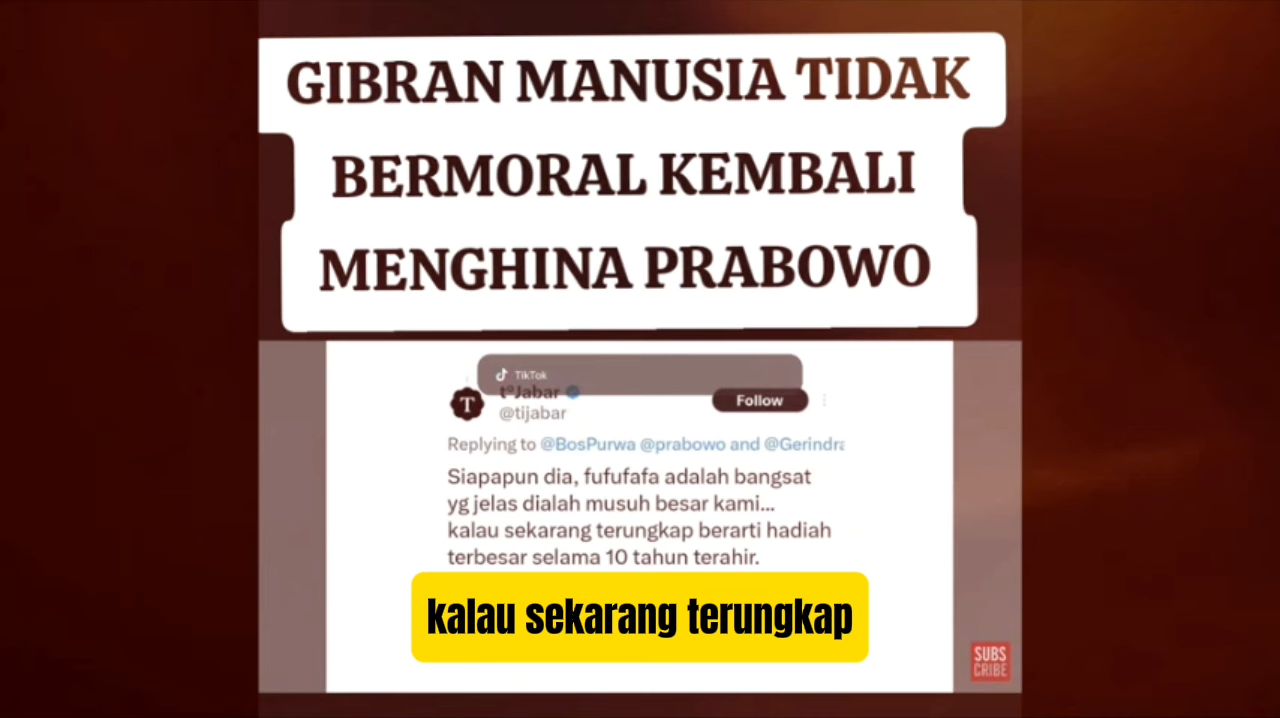 GIBRAN MANUSIA TIDAK
BERMORAL KEMBALI
MENGHINA PRABOWO
TikTok
t°Jabar
@tijabar
Follow
Replying to @BosPurwa @prabowo and @Gerindra
Siapapun dia, fufufafa adalah bangsat
yg jelas dialah musuh besar kami...
kalau sekarang terungkap berarti hadiah
terbesar selama 10 tahun terahir.
kalau sekarang terungkap
SUBS
CRIBE